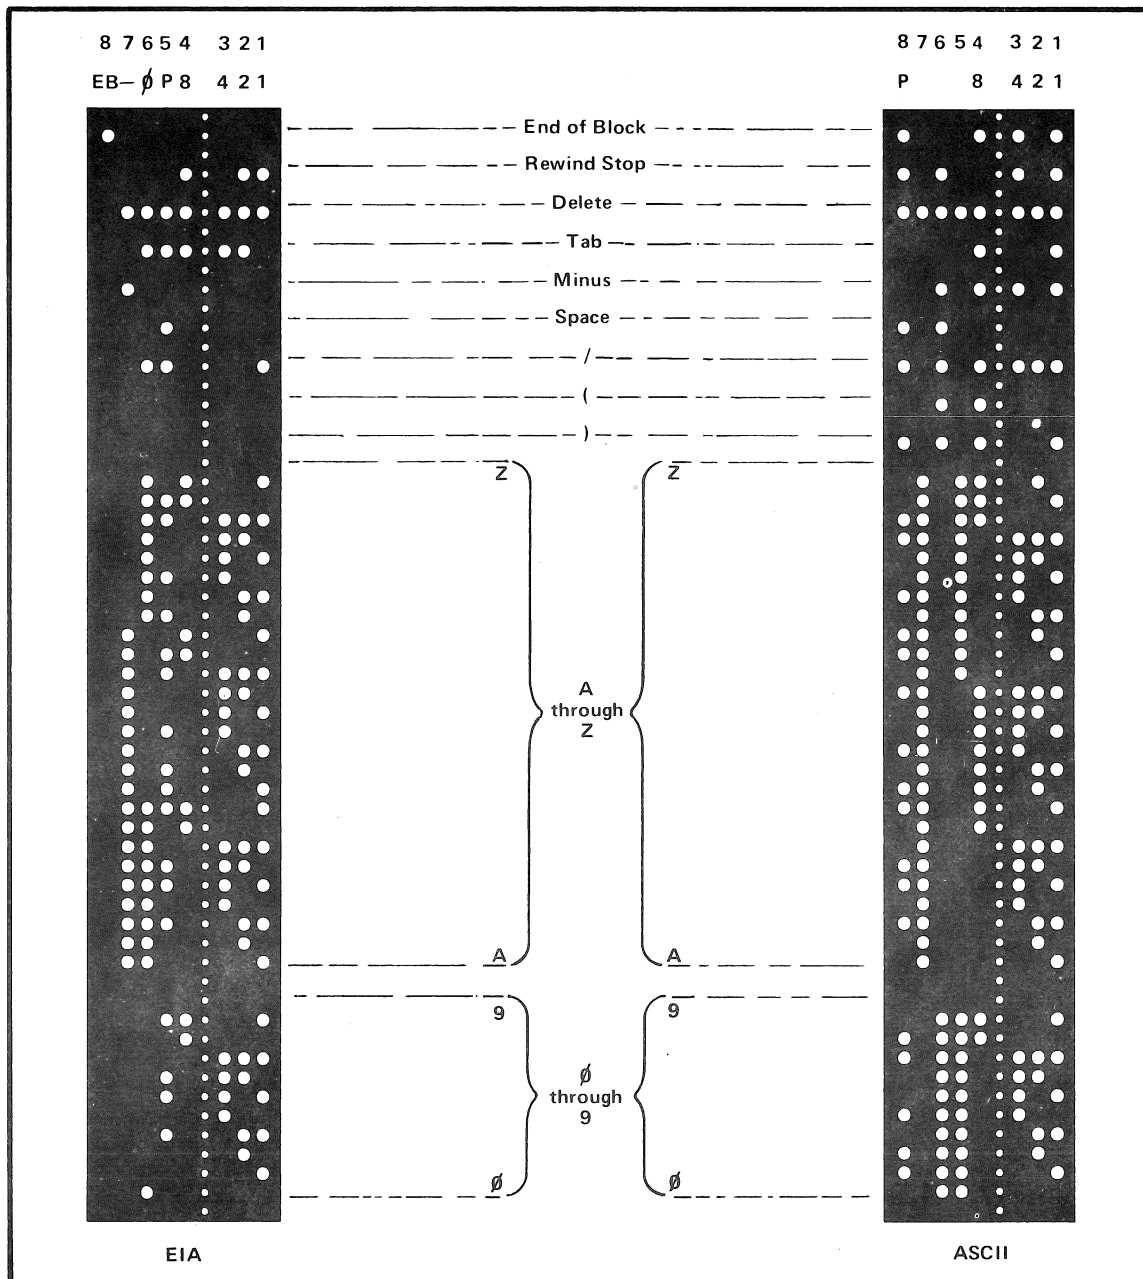 8 7 6 5 4 3 2 1
8 7 6 5 4 3 2 1
EB – Ø P 8 4 2 1
P 8 4 2 1
End of Block
Rewind Stop
Delete
Tab
Minus
Space
/
(
)
Z
Z
A
through
Z
A
A
9
9
Ø
through
9
Ø
Ø
EIA
ASCII